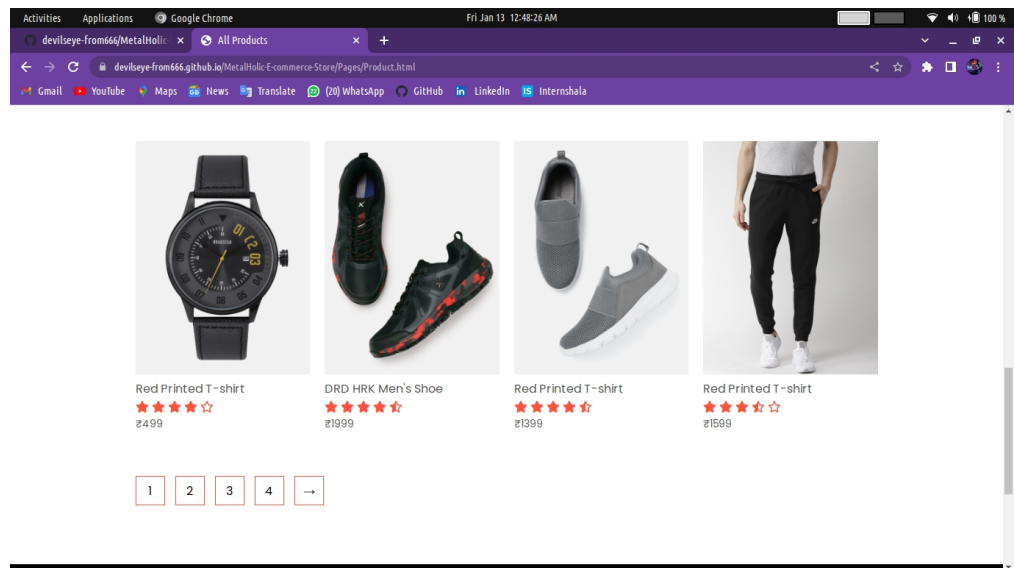 Activities Applications Google Chrome Fri Jan 13 12:48:26 AM 100 %
devilseye-from666/MetalHolic- All Products
devilseye-from666.github.io/MetalHolic-E-commerce-Store/Pages/Product.html
Gmail YouTube Maps News Translate (20) WhatsApp GitHub LinkedIn Internshala
Red Printed T-shirt DRD HRK Men's Shoe Red Printed T-shirt Red Printed T-shirt
₹499 ₹1999 ₹1399 ₹1599
1 2 3 4 →